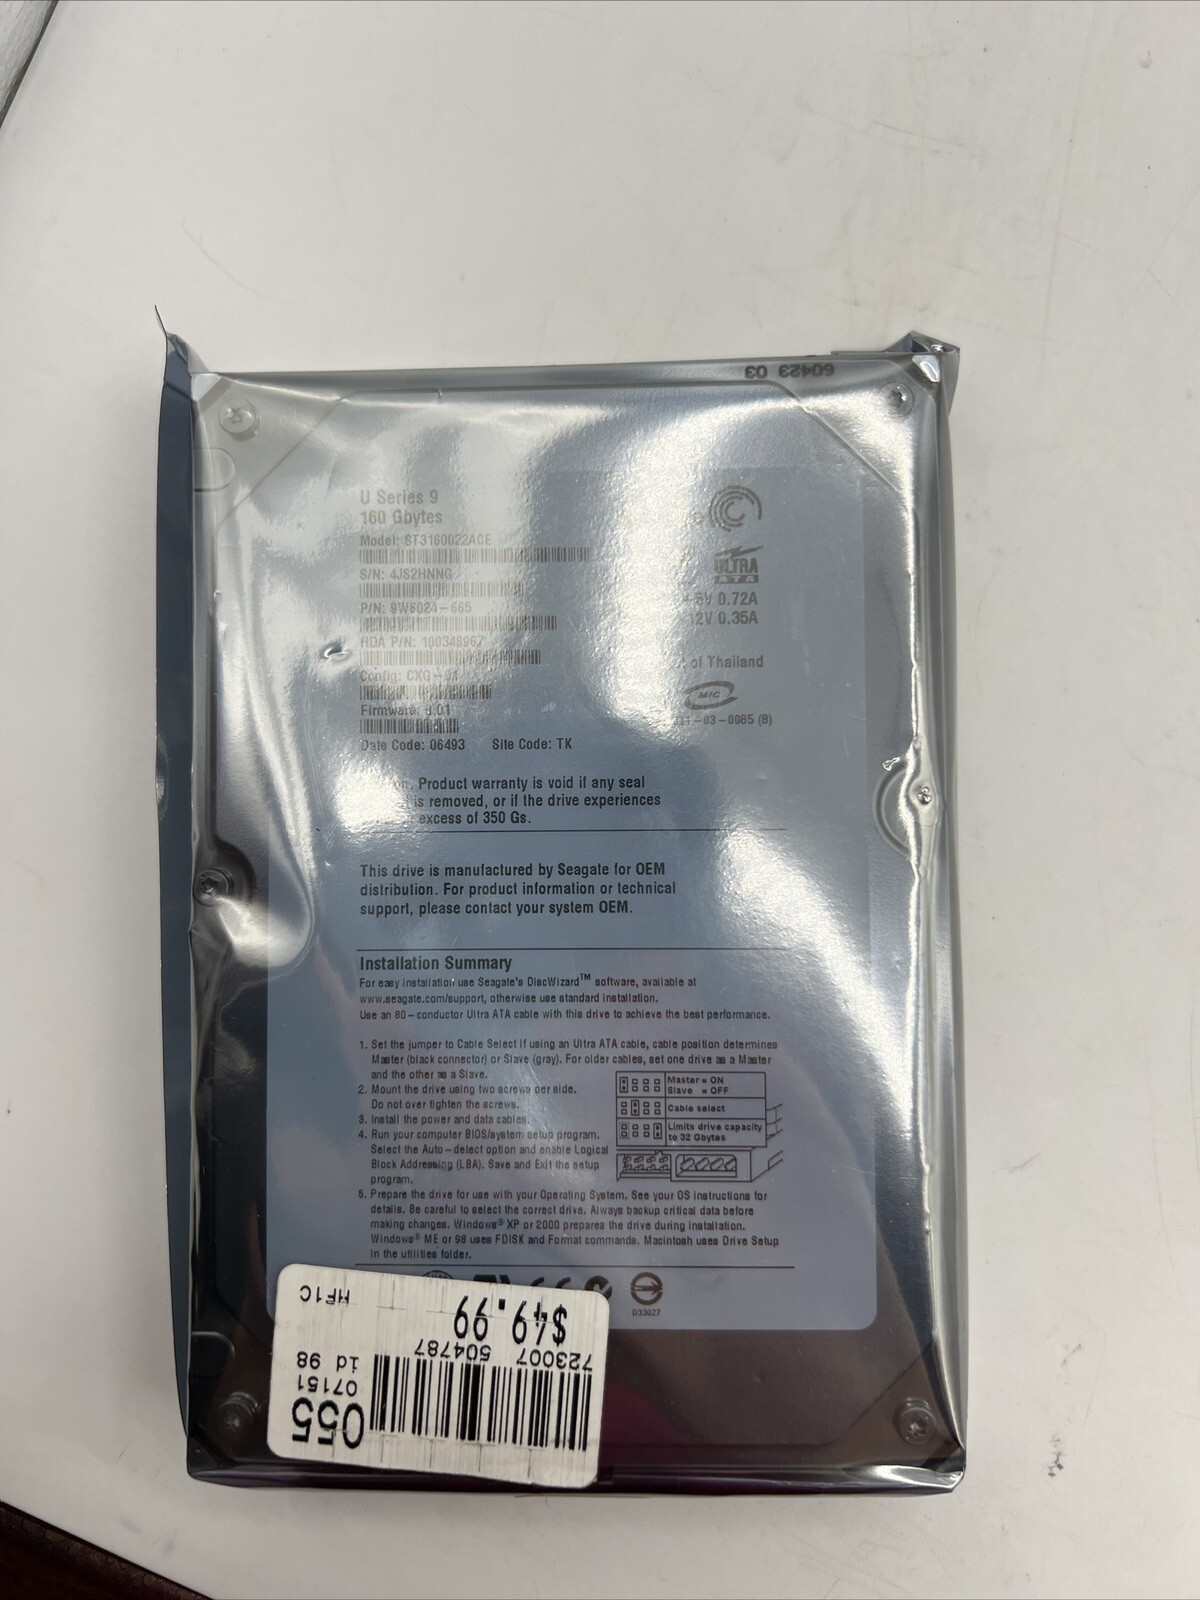 60423 03
U Series 9
160 Gbytes
Model: ST3160022ACE
S/N: 4JS2HNNG
P/N: 9W6024-665
HDA P/N: 100348967
Config: CXG-01
Firmware: .01
Date Code: 06493 Site Code: TK
ULTRA
ATA
5V 0.72A
12V 0.35A
of Thailand
MIC
-03-0085 (B)
Product warranty is void if any seal
is removed, or if the drive experiences
excess of 350 Gs.
This drive is manufactured by Seagate for OEM
distribution. For product information or technical
support, please contact your system OEM.
Installation Summary
For easy installation use Seagate's DiscWizard™ software, available at
www.seagate.com/support, otherwise use standard installation.
Use an 80-conductor Ultra ATA cable with this drive to achieve the best performance.
1. Set the jumper to Cable Select if using an Ultra ATA cable, cable position determines
Master (black connector) or Slave (gray). For older cables, set one drive as a Master
and the other as a Slave.
2. Mount the drive using two screws per side.
Do not over tighten the screws.
3. Install the power and data cables.
4. Run your computer BIOS/system setup program.
Select the Auto-detect option and enable Logical
Block Addressing (LBA). Save and Exit the setup
program.
Master = ON
Slave = OFF
Cable select
Limits drive capacity
to 32 Gbytes
5. Prepare the drive for use with your Operating System. See your OS instructions for
details. Be careful to select the correct drive. Always backup critical data before
making changes. Windows® XP or 2000 prepares the drive during installation.
Windows® ME or 98 uses FDISK and Format commands. Macintosh uses Drive Setup
in the utilities folder.
D33027
055
07151
id 98
723007 504787
$49.99
MF1C